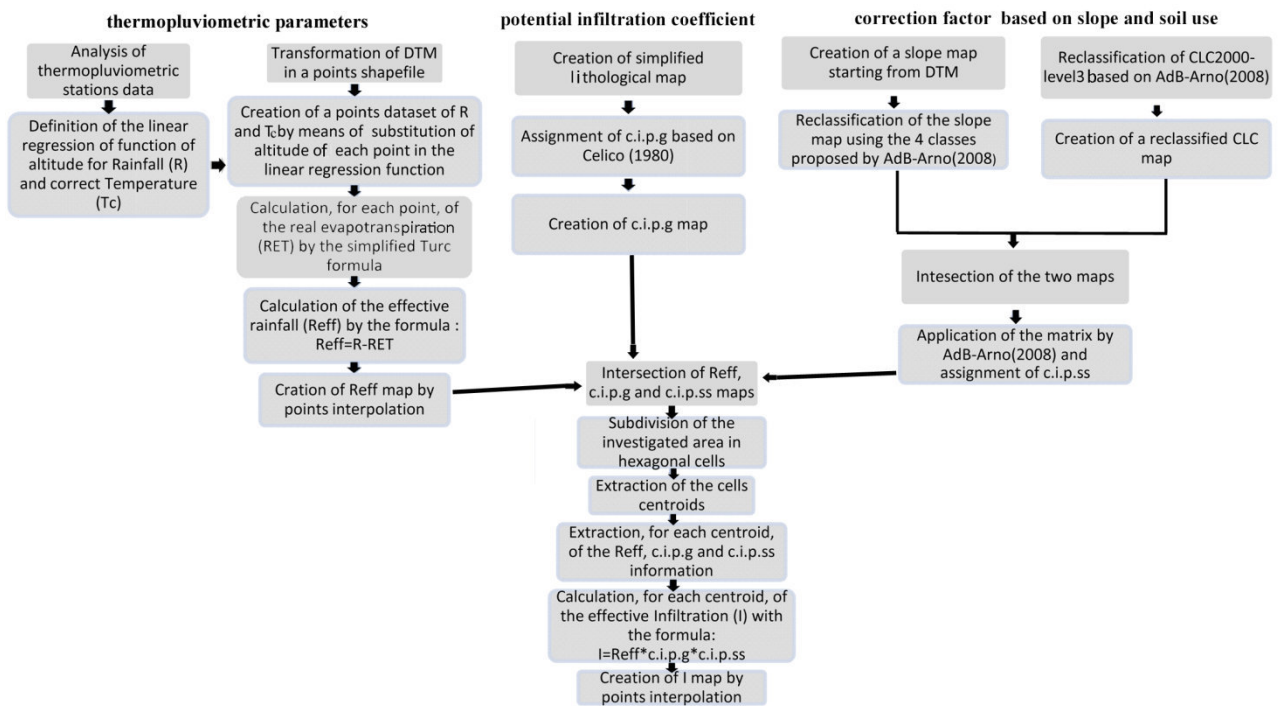 thermopluviometric parameters
Analysis of
thermopluviometric
stations data
Definition of the linear
regression of function of
altitude for Rainfall (R)
and correct Temperature
(Tc)
Transformation of DTM
in a points shapefile
Creation of a points dataset of R
and Tc by means of substitution of
altitude of each point in the
linear regression function
Calculation, for each point, of
the real evapotranspiration
(RET) by the simplified Turc
formula
Calculation of the effective
rainfall (Reff) by the formula :
Reff=R-RET
Cration of Reff map by
points interpolation
potential infiltration coefficient
Creation of simplified
lithological map
Assignment of c.i.p.g based on
Celico (1980)
Creation of c.i.p.g map
correction factor based on slope and soil use
Creation of a slope map
starting from DTM
Reclassification of the slope
map using the 4 classes
proposed by AdB-Arno(2008)
Reclassification of CLC2000-
level3 based on AdB-Arno(2008)
Creation of a reclassified CLC
map
Intesection of the two maps
Application of the matrix by
AdB-Arno(2008) and
assignment of c.i.p.ss
Intersection of Reff,
c.i.p.g and c.i.p.ss maps
Subdivision of the
investigated area in
hexagonal cells
Extraction of the cells
centroids
Extraction, for each centroid,
of the Reff, c.i.p.g and c.i.p.ss
information
Calculation, for each centroid, of
the effective Infiltration (I) with
the formula:
I=Reff*c.i.p.g*c.i.p.ss
Creation of I map by
points interpolation